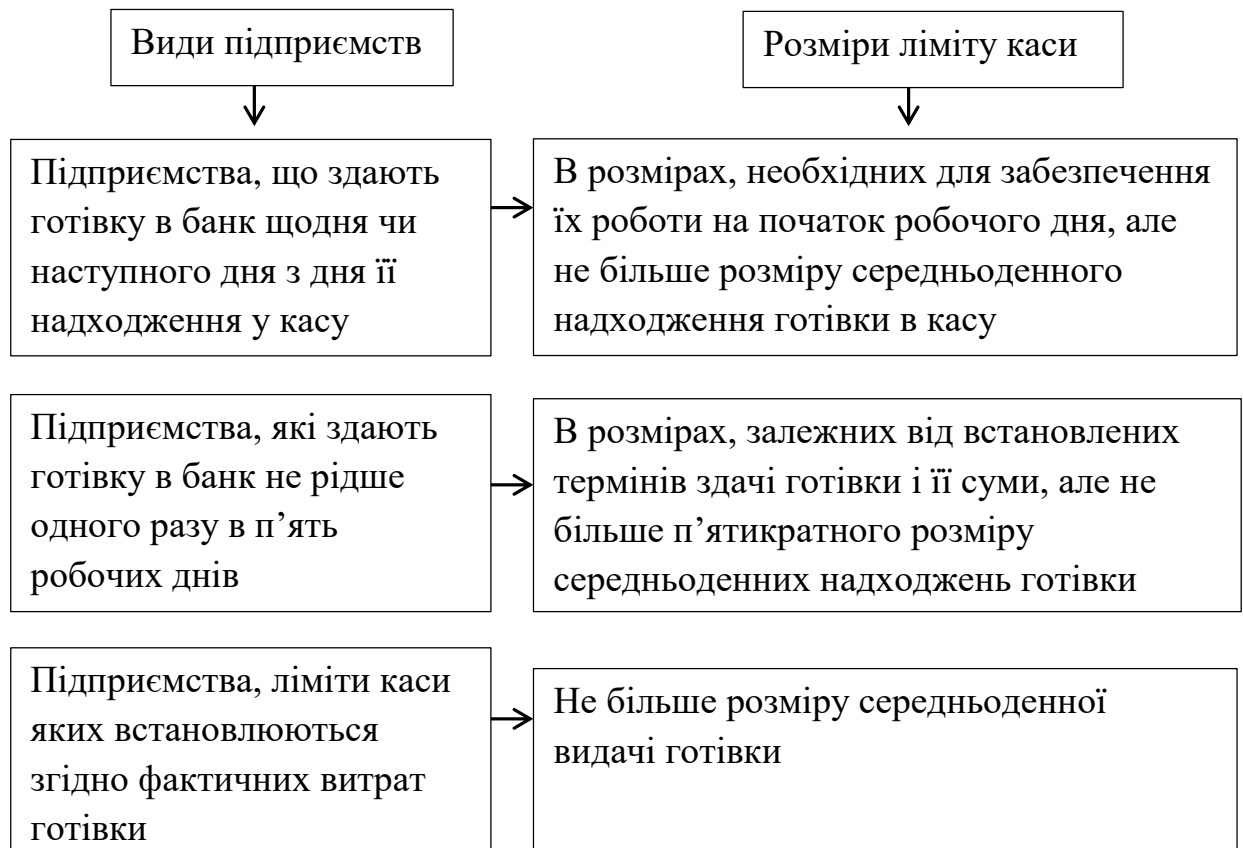 Види підприємств
Розміри ліміту каси
Підприємства, що здають
готівку в банк щодня чи
наступного дня з дня її
надходження у касу
В розмірах, необхідних для забезпечення
їх роботи на початок робочого дня, але
не більше розміру середньоденного
надходження готівки в касу
Підприємства, які здають
готівку в банк не рідше
одного разу в п’ять
робочих днів
В розмірах, залежних від встановлених
термінів здачі готівки і її суми, але не
більше п’ятикратного розміру
середньоденних надходжень готівки
Підприємства, ліміти каси
яких встановлюються
згідно фактичних витрат
готівки
Не більше розміру середньоденної
видачі готівки